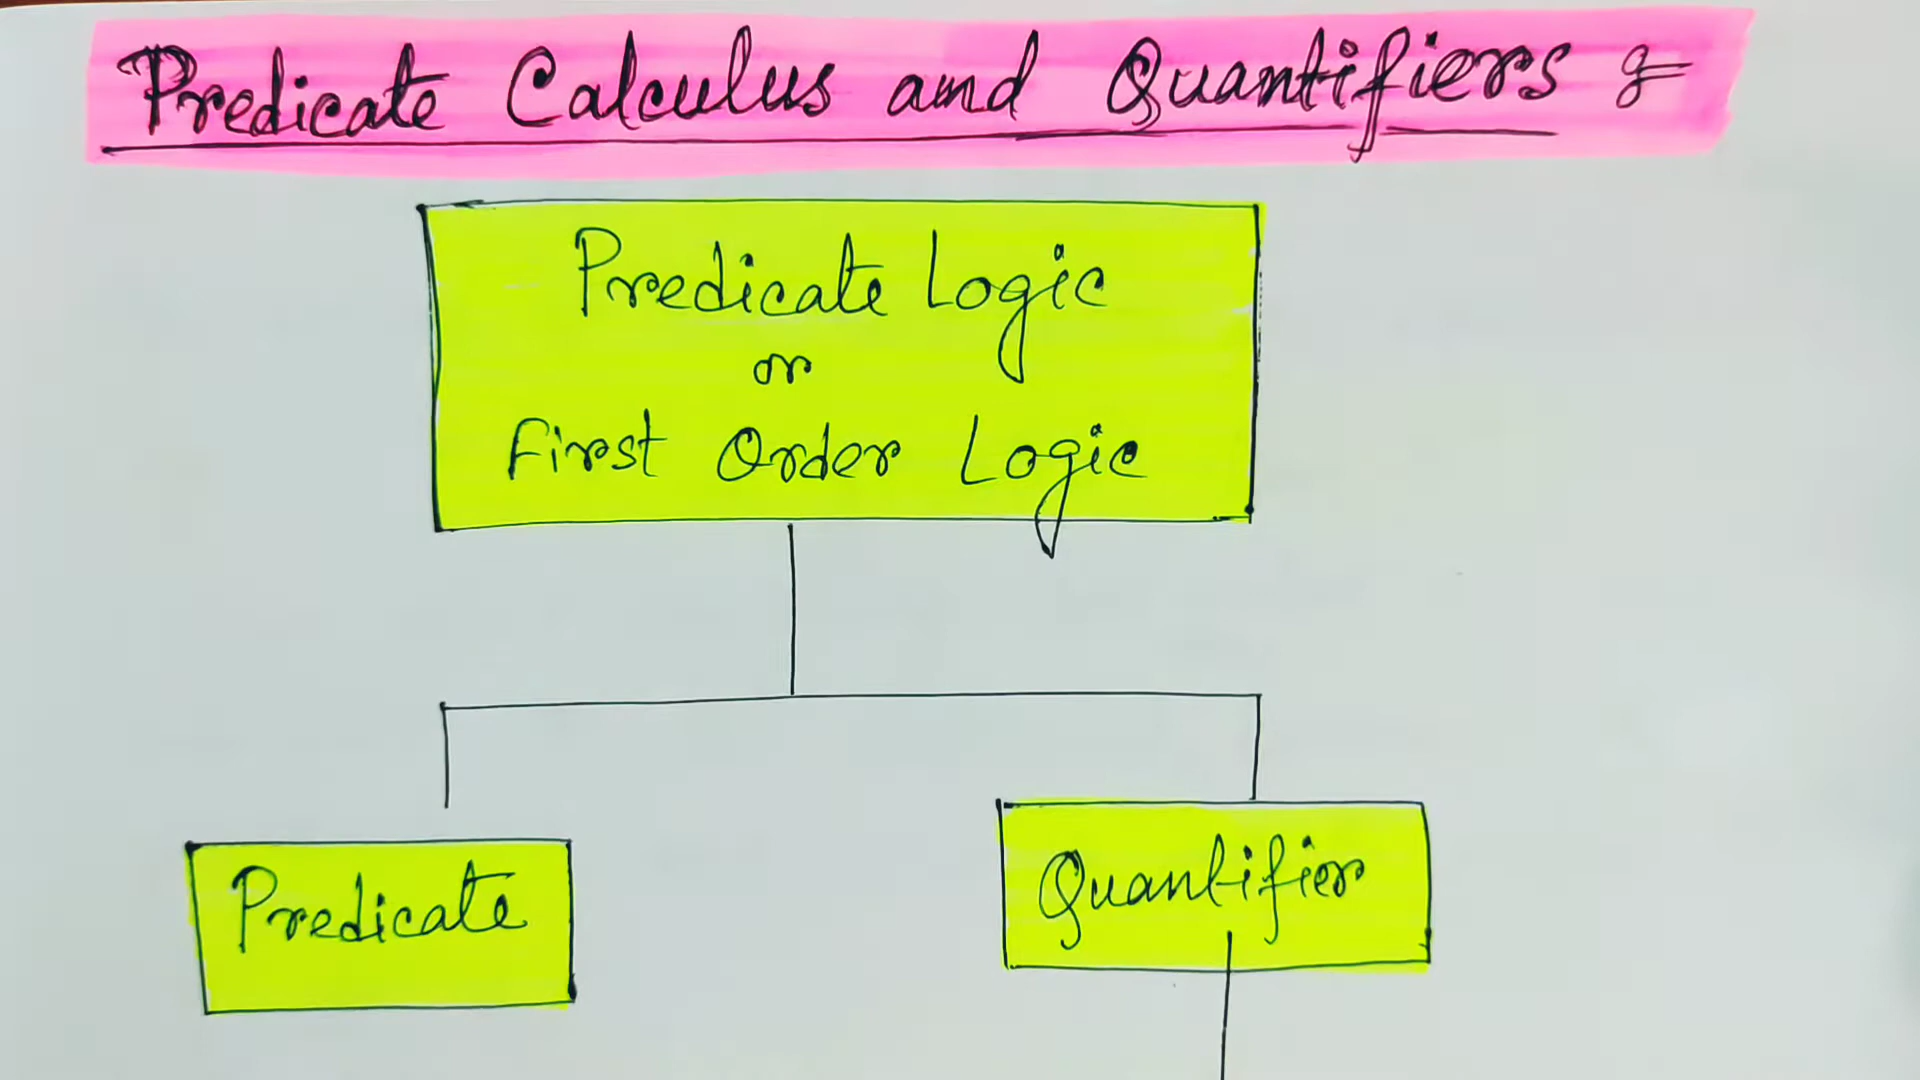 Predicate Calculus and Quantifiers :-
Predicate Logic
or
First Order Logic
Predicate
Quantifier